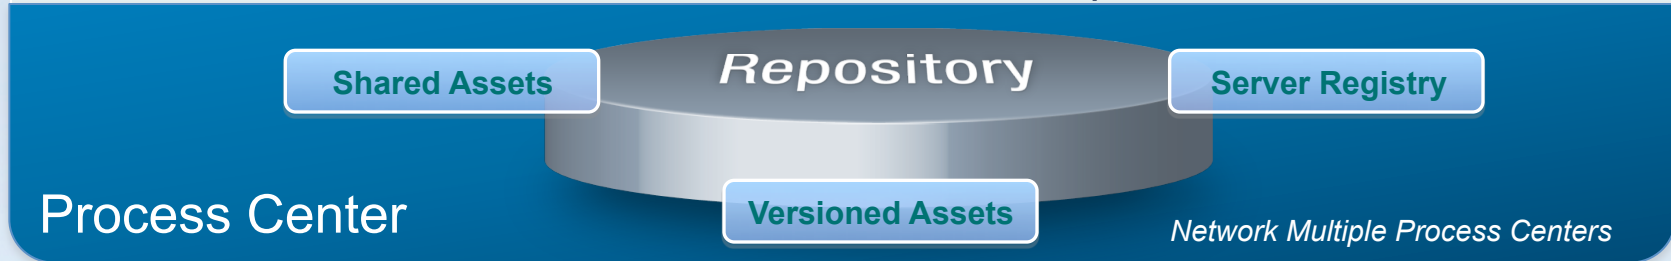 Repository
Shared Assets
Server Registry
Versioned Assets
Process Center
Network Multiple Process Centers